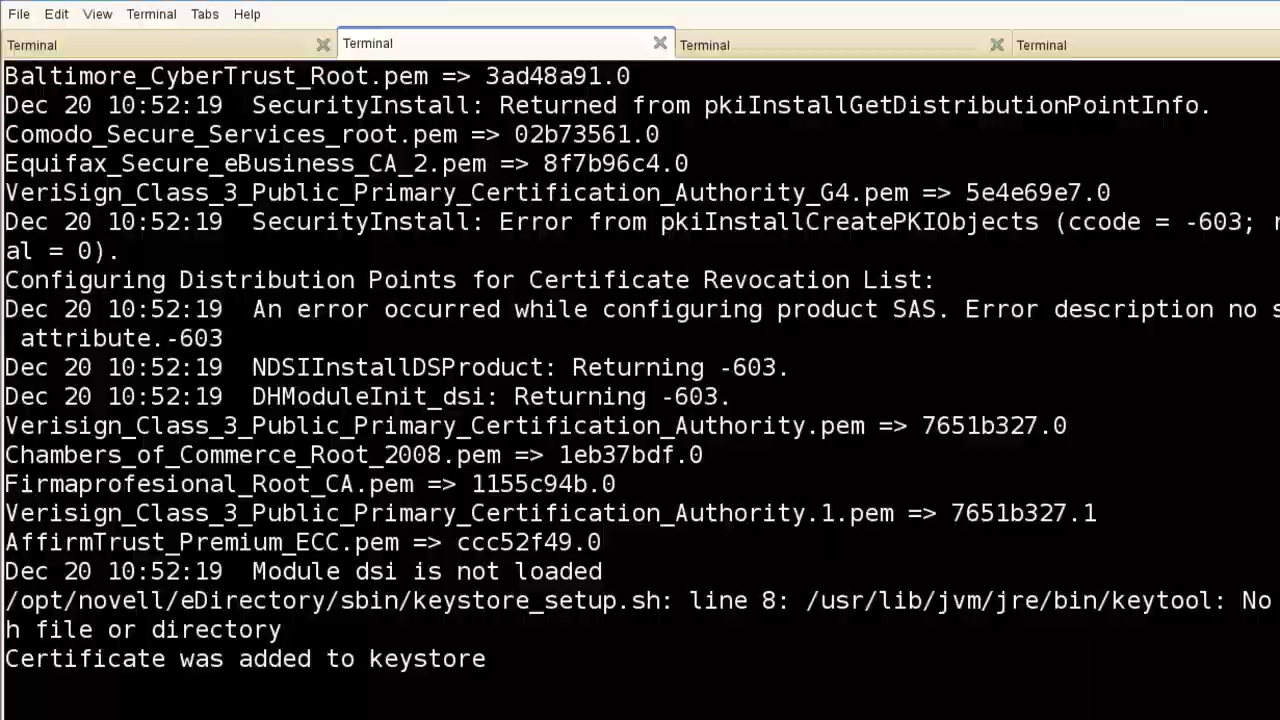 File Edit View Terminal Tabs Help
Terminal Terminal Terminal Terminal
Baltimore_CyberTrust_Root.pem => 3ad48a91.0
Dec 20 10:52:19  SecurityInstall: Returned from pkiInstallGetDistributionPointInfo.
Comodo_Secure_Services_root.pem => 02b73561.0
Equifax_Secure_eBusiness_CA_2.pem => 8f7b96c4.0
VeriSign_Class_3_Public_Primary_Certification_Authority_G4.pem => 5e4e69e7.0
Dec 20 10:52:19  SecurityInstall: Error from pkiInstallCreatePKIObjects (ccode = -603;
al = 0).
Configuring Distribution Points for Certificate Revocation List:
Dec 20 10:52:19  An error occurred while configuring product SAS. Error description no s
 attribute.-603
Dec 20 10:52:19  NDSIInstallDSProduct: Returning -603.
Dec 20 10:52:19  DHModuleInit_dsi: Returning -603.
Verisign_Class_3_Public_Primary_Certification_Authority.pem => 7651b327.0
Chambers_of_Commerce_Root_2008.pem => 1eb37bdf.0
Firmaprofesional_Root_CA.pem => 1155c94b.0
Verisign_Class_3_Public_Primary_Certification_Authority.1.pem => 7651b327.1
AffirmTrust_Premium_ECC.pem => ccc52f49.0
Dec 20 10:52:19  Module dsi is not loaded
/opt/novell/eDirectory/sbin/keystore_setup.sh: line 8: /usr/lib/jvm/jre/bin/keytool: No
h file or directory
Certificate was added to keystore